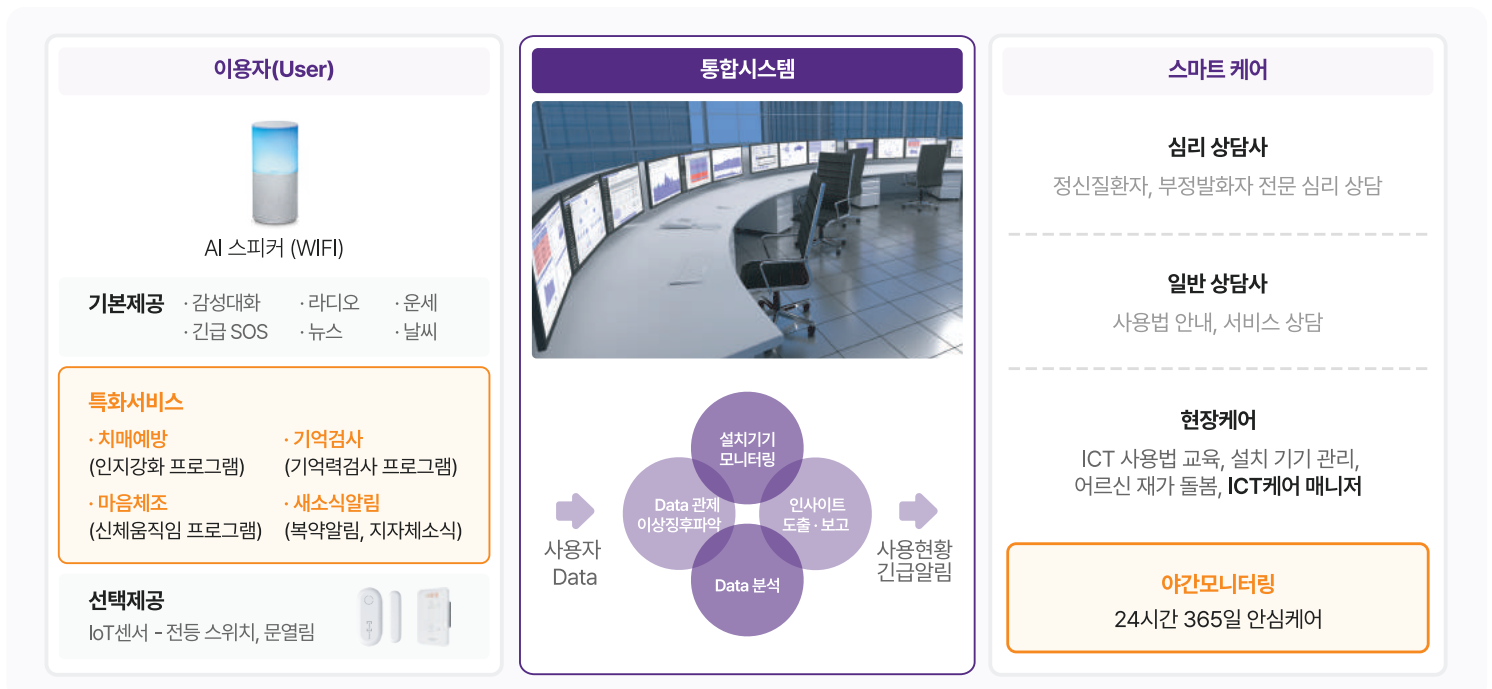 이용자(User)
AI 스피커 (WIFI)
기본제공
· 감성대화
· 라디오
· 운세
· 긴급 SOS
· 뉴스
· 날씨
특화서비스
· 치매예방
(인지강화 프로그램)
· 기억검사
(기억력검사 프로그램)
· 마음체조
(신체움직임 프로그램)
· 새소식알림
(복약알림, 지자체소식)
선택제공
IoT센서 - 전등 스위치, 문열림
통합시스템
사용자
Data
설치기기
모니터링
Data 관제
이상징후파악
인사이트
도출 · 보고
Data 분석
사용현황
긴급알림
스마트 케어
심리 상담사
정신질환자, 부정발화자 전문 심리 상담
일반 상담사
사용법 안내, 서비스 상담
현장케어
ICT 사용법 교육, 설치 기기 관리,
어르신 재가 돌봄, ICT케어 매니저
야간모니터링
24시간 365일 안심케어